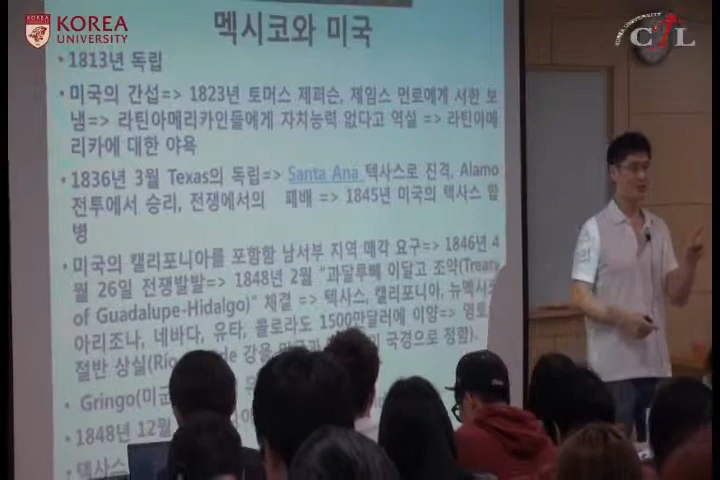 KOREA
UNIVERSITY
KOREA UNIVERSITY
CTL
멕시코와 미국
• 1813년 독립
• 미국의 간섭=> 1823년 토머스 제퍼슨, 제임스 먼로에게 서한 보
냄=> 라틴아메리카인들에게 자치능력 없다고 역설 => 라틴아메
리카에 대한 야욕
• 1836년 3월 Texas의 독립=> Santa Ana 텍사스로 진격, Alamo
전투에서 승리, 전쟁에서의 패배 => 1845년 미국의 텍사스 합
병
• 미국의 캘리포니아를 포함함 남서부 지역 매각 요구=> 1846년 4
월 26일 전쟁발발=> 1848년 2월 "과달루빼 이달고 조약(Treaty
of Guadalupe-Hidalgo)" 체결 => 텍사스, 캘리포니아, 뉴멕시코
아리조나, 네바다, 유타, 콜로라도 1500만달러에 이양=> 영토
절반 상실(Rio 강을 국경으로 정함).
• Gringo(미군
• 1848년 12월
• 텍사스